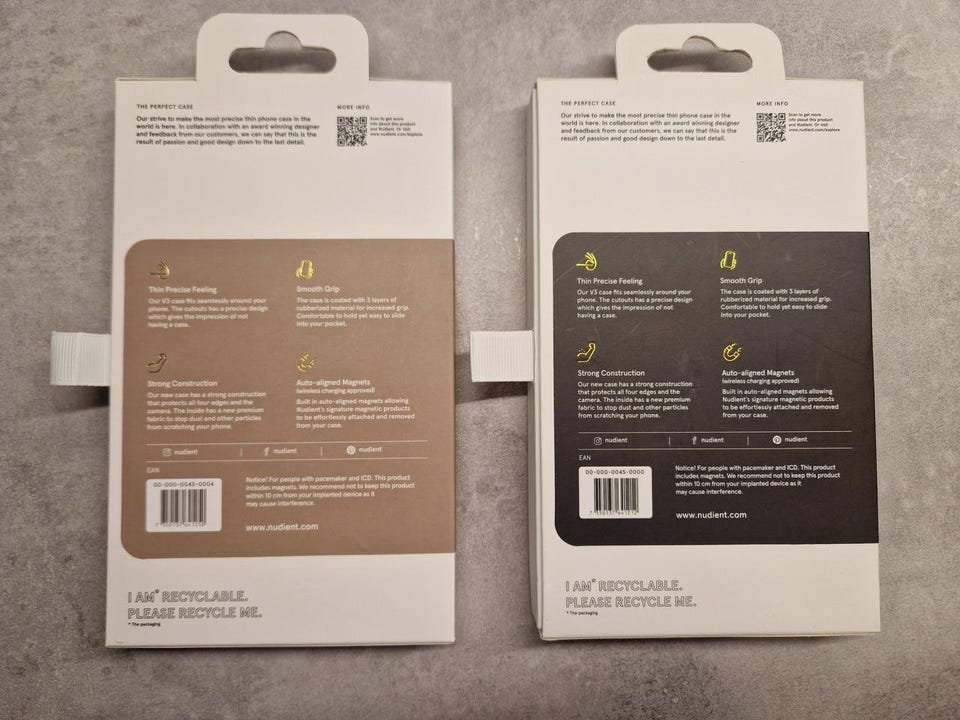 THE PERFECT CASE
Our strive to make the most precise thin phone case in the
world is here. In collaboration with an award winning designer
and feedback from our customers, we can say that this is the
result of passion and good design down to the last detail.
MORE INFO
Scan to get more
info about this product
and Nudient. Or visit
www.nudient.com/explore
Thin Precise Feeling
Our V3 case fits seamlessly around your
phone. The cutouts has a precise design
which gives the impression of not
having a case.
Smooth Grip
The case is coated with 3 layers of
rubberized material for increased grip.
Comfortable to hold yet easy to slide
into your pocket.
Strong Construction
Our new case has a strong construction
that protects all four edges and the
camera. The inside has a new premium
fabric to stop dust and other particles
from scratching your phone.
Auto-aligned Magnets
(wireless charging approved)
Built in auto-aligned magnets allowing
Nudient's signature magnetic products
to be effortlessly attached and removed
from your case.
nudient | nudient | nudient
EAN
00-000-0045-0004
7 350137 641250
Notice! For people with pacemaker and ICD. This product
includes magnets. We recommend not to keep this product
within 10 cm from your implanted device as it
may cause interference.
www.nudient.com
I AM* RECYCLABLE.
PLEASE RECYCLE ME.
* The packaging
THE PERFECT CASE
Our strive to make the most precise thin phone case in the
world is here. In collaboration with an award winning designer
and feedback from our customers, we can say that this is the
result of passion and good design down to the last detail.
MORE INFO
Scan to get more
info about this product
and Nudient. Or visit
www.nudient.com/explore
Thin Precise Feeling
Our V3 case fits seamlessly around your
phone. The cutouts has a precise design
which gives the impression of not
having a case.
Smooth Grip
The case is coated with 3 layers of
rubberized material for increased grip.
Comfortable to hold yet easy to slide
into your pocket.
Strong Construction
Our new case has a strong construction
that protects all four edges and the
camera. The inside has a new premium
fabric to stop dust and other particles
from scratching your phone.
Auto-aligned Magnets
(wireless charging approved)
Built in auto-aligned magnets allowing
Nudient's signature magnetic products
to be effortlessly attached and removed
from your case.
nudient | nudient | nudient
EAN
00-000-0045-0000
7 350137 641212
Notice! For people with pacemaker and ICD. This product
includes magnets. We recommend not to keep this product
within 10 cm from your implanted device as it
may cause interference.
www.nudient.com
I AM* RECYCLABLE.
PLEASE RECYCLE ME.
* The packaging